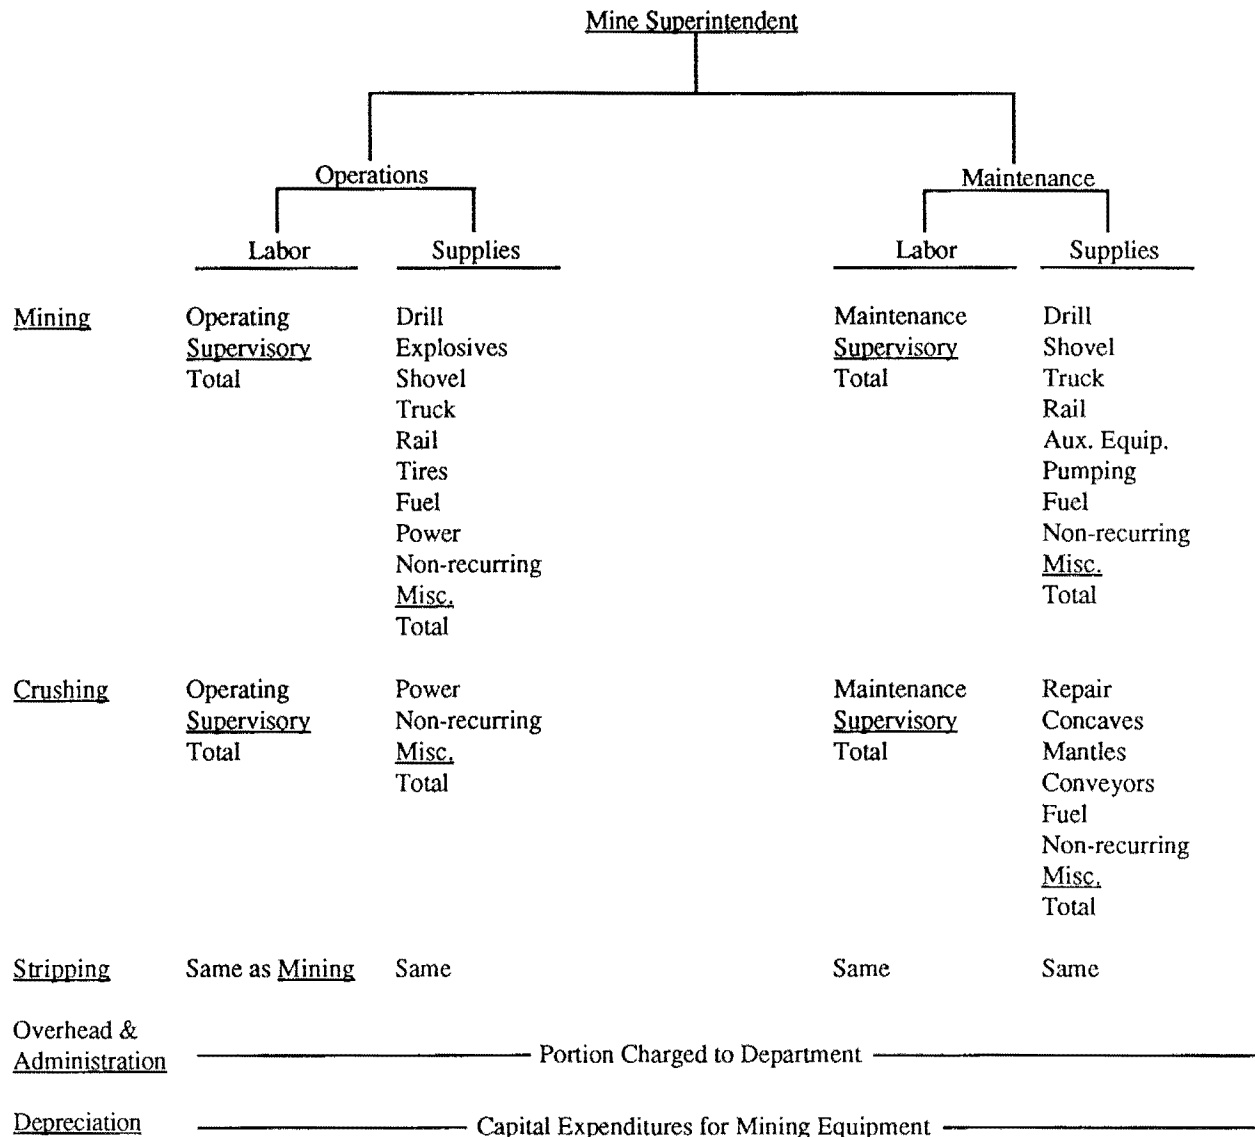 Mine Superintendent
Operations Maintenance
Labor Supplies Labor Supplies
Mining Operating Drill Maintenance Drill
Supervisory Explosives Supervisory Shovel
Total Shovel Total Truck
Truck Rail
Rail Aux. Equip.
Tires Pumping
Fuel Fuel
Power Non-recurring
Non-recurring Misc.
Misc. Total
Total
Crushing Operating Power Maintenance Repair
Supervisory Non-recurring Supervisory Concaves
Total Misc. Total Mantles
Total Conveyors
Fuel
Non-recurring
Misc.
Total
Stripping Same as Mining Same Same Same
Overhead &
Administration Portion Charged to Department
Depreciation Capital Expenditures for Mining Equipment